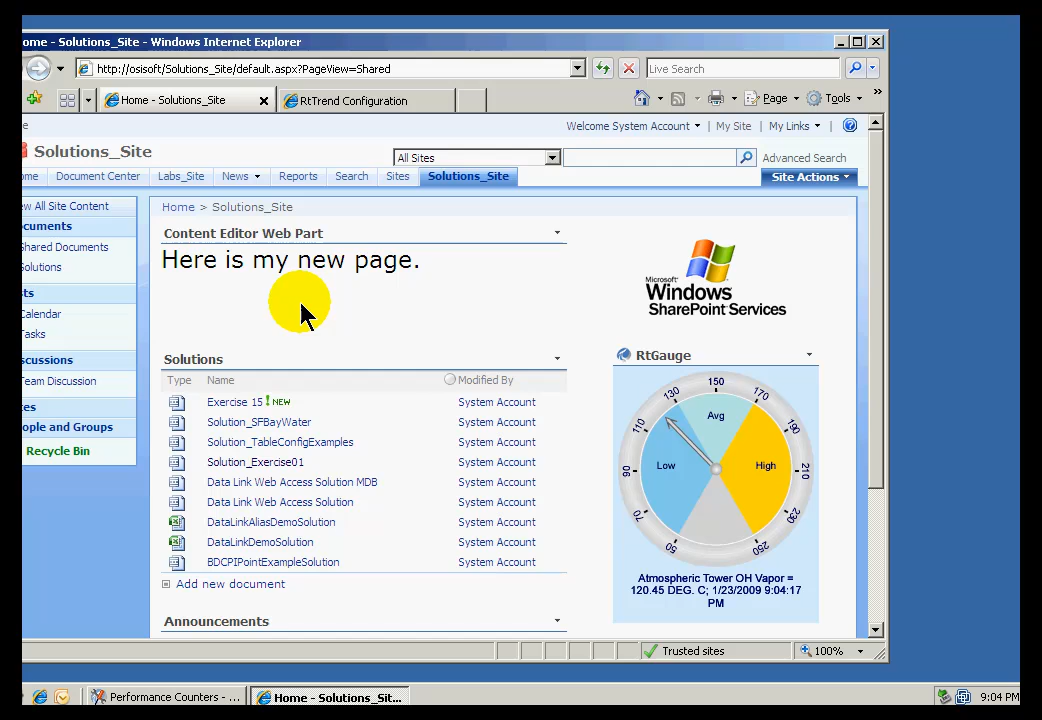 ome - Solutions_Site - Windows Internet Explorer
http://osisoft/Solutions_Site/default.aspx?PageView=Shared
Live Search
Home - Solutions_Site
RtTrend Configuration
Page
Tools
Welcome System Account
My Site
My Links
Solutions_Site
All Sites
Advanced Search
ome
Document Center
Labs_Site
News
Reports
Search
Sites
Solutions_Site
Site Actions
ew All Site Content
cuments
Shared Documents
Solutions
ts
Calendar
Tasks
scussions
Team Discussion
es
ople and Groups
Recycle Bin
Home > Solutions_Site
Content Editor Web Part
Here is my new page.
Microsoft
Windows
SharePoint Services
Solutions
Type Name Modified By
Exercise 15 ! NEW System Account
Solution_SFBayWater System Account
Solution_TableConfigExamples System Account
Solution_Exercise01 System Account
Data Link Web Access Solution MDB System Account
Data Link Web Access Solution System Account
DataLinkAliasDemoSolution System Account
DataLinkDemoSolution System Account
BDCPIPointExampleSolution System Account
Add new document
Announcements
RtGauge
50
70
90
110
130
150
170
190
210
230
250
Low
Avg
High
Atmospheric Tower OH Vapor =
120.45 DEG. C; 1/23/2009 9:04:17
PM
Trusted sites
100%
Performance Counters - ...
Home - Solutions_Sit...
9:04 PM